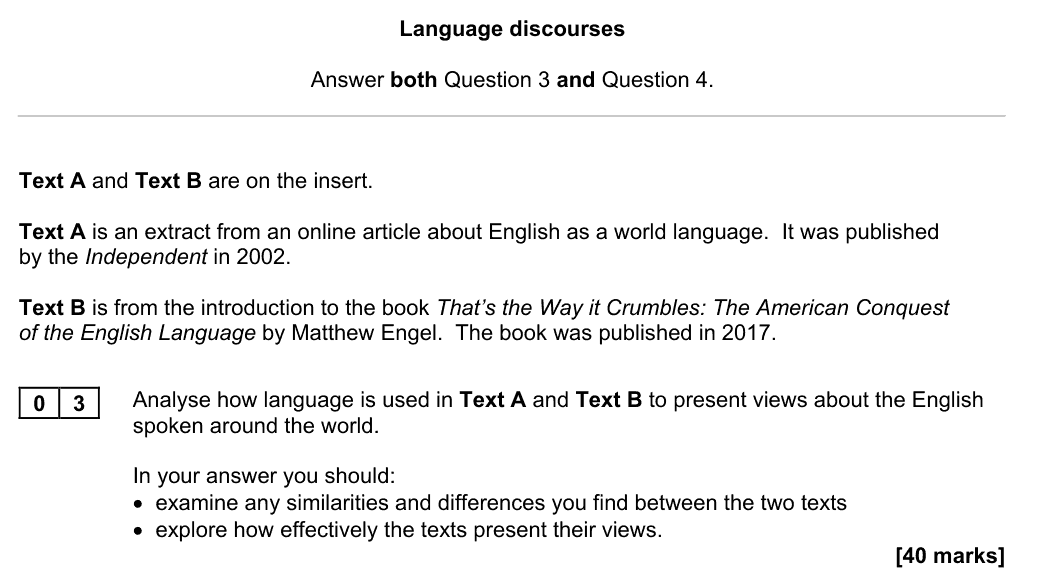 Language discourses
Answer both Question 3 and Question 4.
Text A and Text B are on the insert.
Text A is an extract from an online article about English as a world language.  It was published
by the Independent in 2002.
Text B is from the introduction to the book That's the Way it Crumbles: The American Conquest
of the English Language by Matthew Engel.  The book was published in 2017.
0 3 Analyse how language is used in Text A and Text B to present views about the English
spoken around the world.
In your answer you should:
• examine any similarities and differences you find between the two texts
• explore how effectively the texts present their views.
[40 marks]